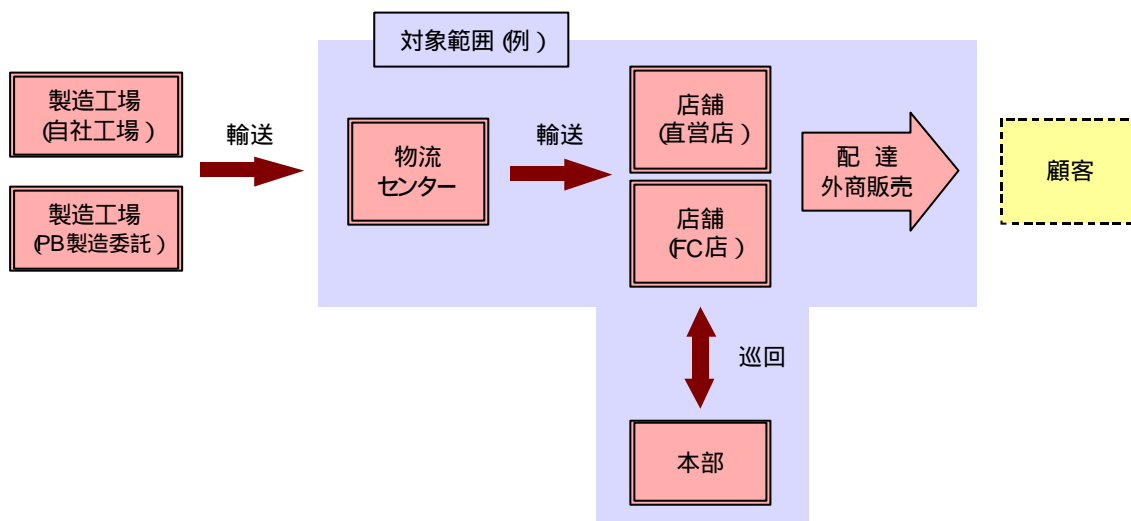 対象範囲(例)
製造工場
(自社工場)
製造工場
(PB製造委託)
輸送
物流
センター
輸送
店舗
(直営店)
店舗
(FC店)
配 達
外商販売
顧客
巡回
本部